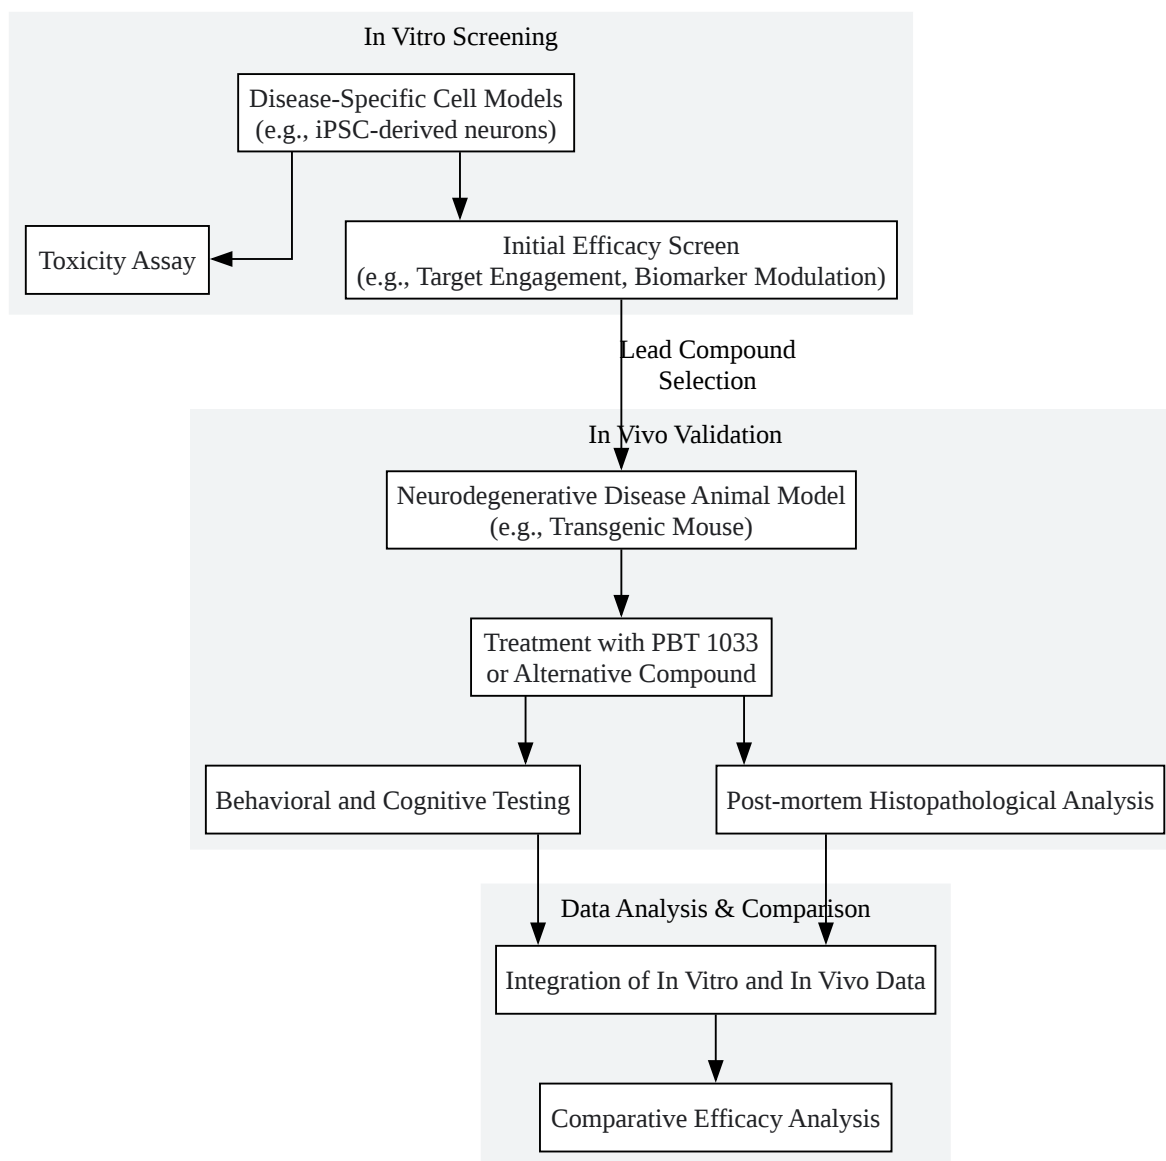 In Vitro Screening
Disease-Specific Cell Models
(e.g., iPSC-derived neurons)
Toxicity Assay
Initial Efficacy Screen
(e.g., Target Engagement, Biomarker Modulation)
Lead Compound
Selection
In Vivo Validation
Neurodegenerative Disease Animal Model
(e.g., Transgenic Mouse)
Treatment with PBT 1033
or Alternative Compound
Behavioral and Cognitive Testing
Post-mortem Histopathological Analysis
Data Analysis & Comparison
Integration of In Vitro and In Vivo Data
Comparative Efficacy Analysis